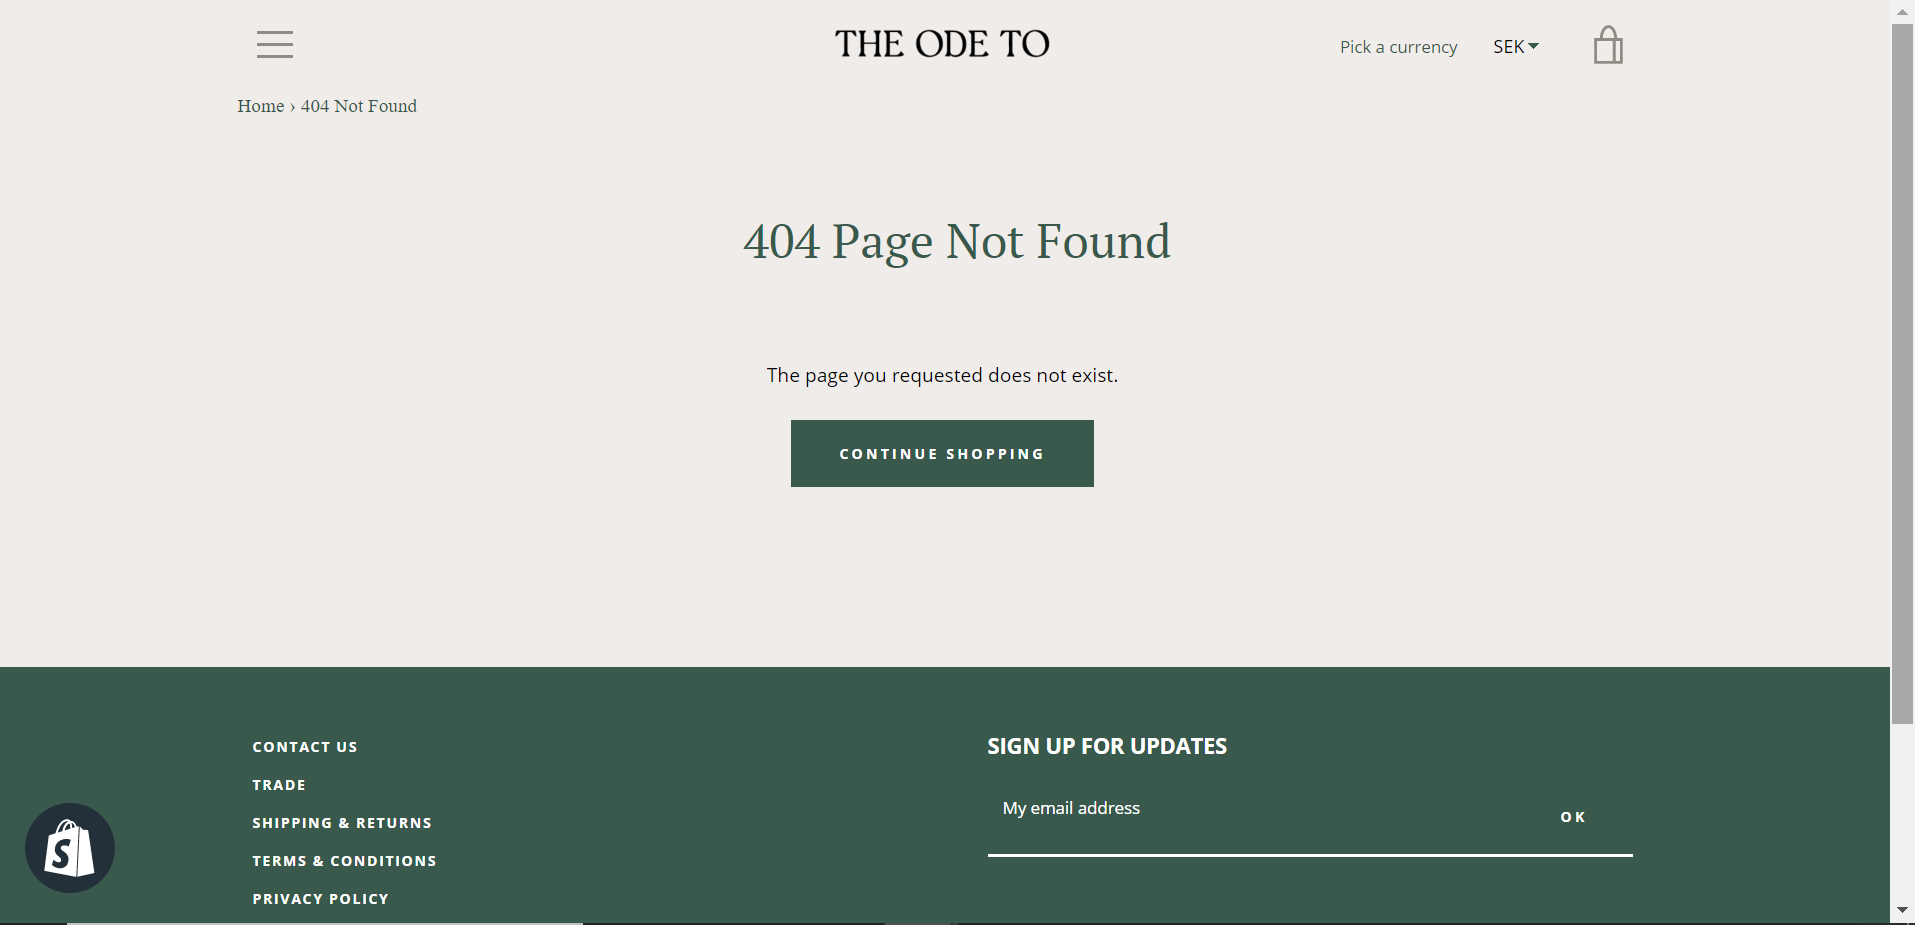 THE ODE TO
Pick a currency
SEK
Home › 404 Not Found
404 Page Not Found
The page you requested does not exist.
CONTINUE SHOPPING
CONTACT US
TRADE
SHIPPING & RETURNS
TERMS & CONDITIONS
PRIVACY POLICY
SIGN UP FOR UPDATES
My email address
OK
S